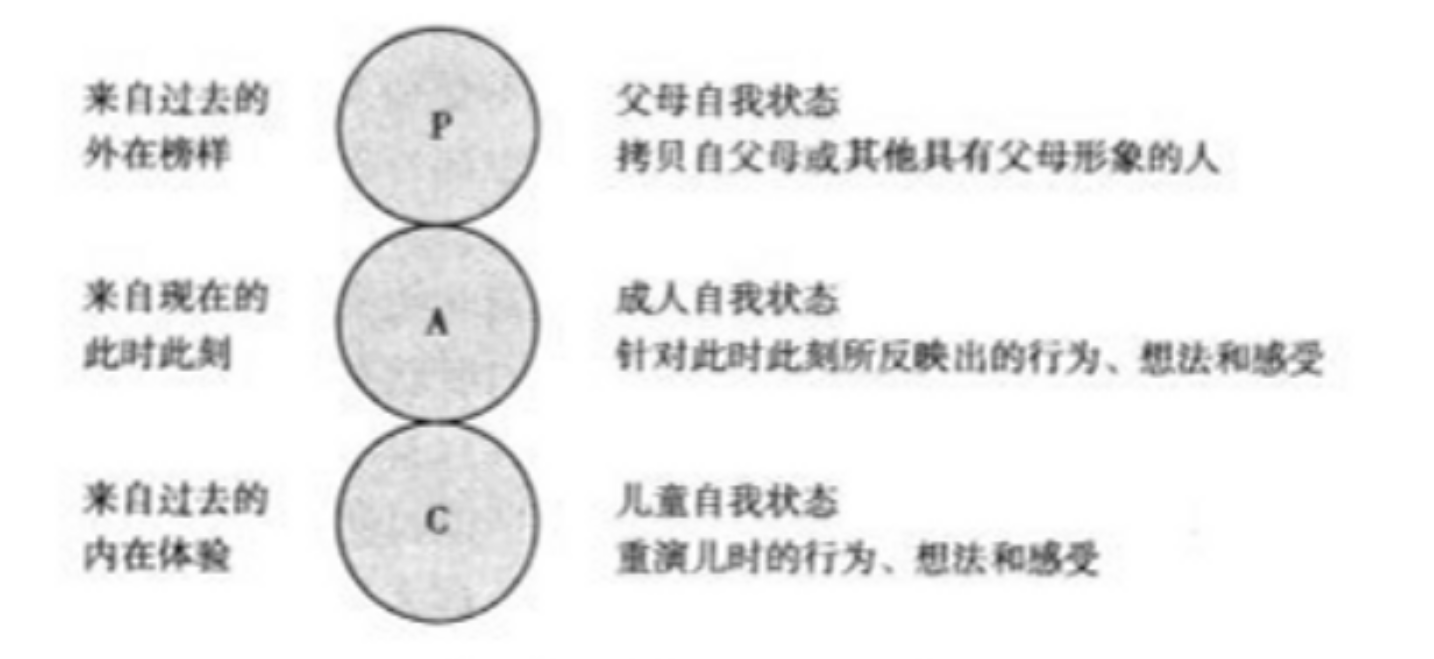 来自过去的
外在榜样
P
父母自我状态
拷贝自父母或其他具有父母形象的人
来自现在的
此时此刻
A
成人自我状态
针对此时此刻所反映出的行为、想法和感受
来自过去的
内在体验
C
儿童自我状态
重演儿时的行为、想法和感受